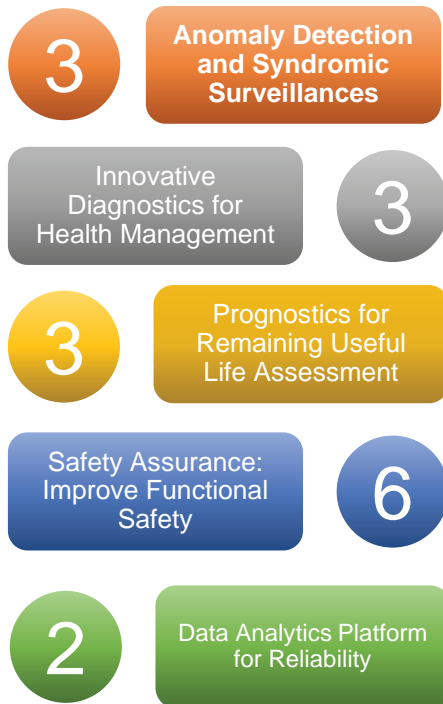 3
Anomaly Detection
and Syndromic
Surveillances
Innovative
Diagnostics for
Health Management
3
3
Prognostics for
Remaining Useful
Life Assessment
Safety Assurance:
Improve Functional
Safety
6
2
Data Analytics Platform
for Reliability